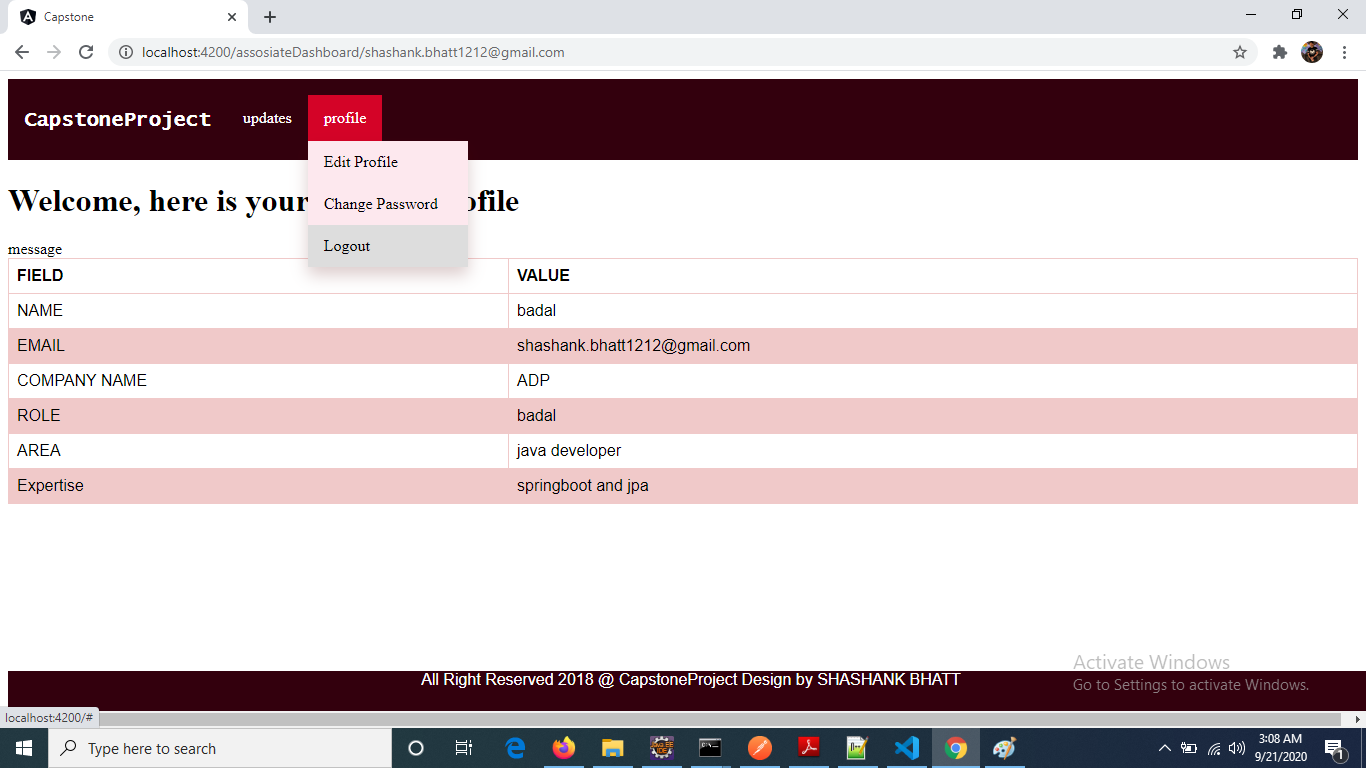 Capstone
localhost:4200/assosiateDashboard/shashank.bhatt1212@gmail.com
CapstoneProject updates profile
Edit Profile
Welcome, here is your ofile
Change Password
Logout
message
FIELD VALUE
NAME badal
EMAIL shashank.bhatt1212@gmail.com
COMPANY NAME ADP
ROLE badal
AREA java developer
Expertise springboot and jpa
Activate Windows
All Right Reserved 2018 @ CapstoneProject Design by SHASHANK BHATT
Go to Settings to activate Windows.
localhost:4200/#
Type here to search
3:08 AM
9/21/2020
1